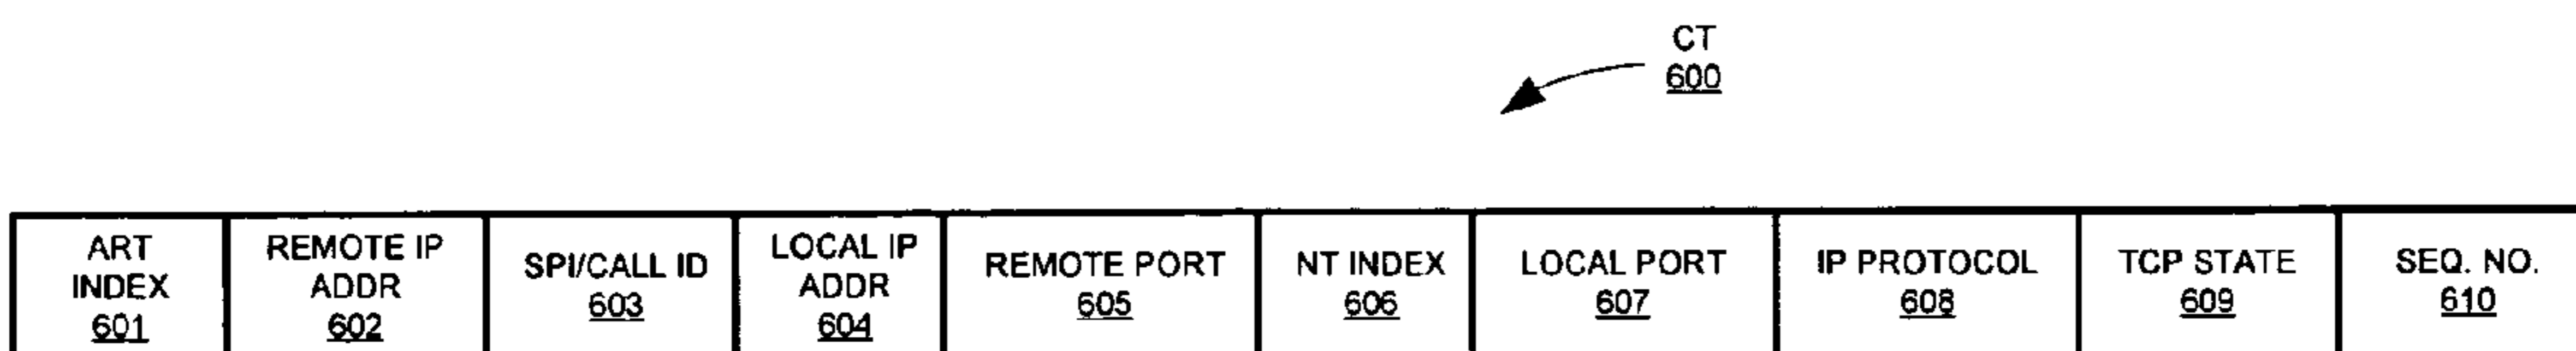 CT
600
ART
INDEX
601
REMOTE IP
ADDR
602
SPI/CALL ID
603
LOCAL IP
ADDR
604
REMOTE PORT
605
NT INDEX
606
LOCAL PORT
607
IP PROTOCOL
608
TCP STATE
609
SEQ. NO.
610